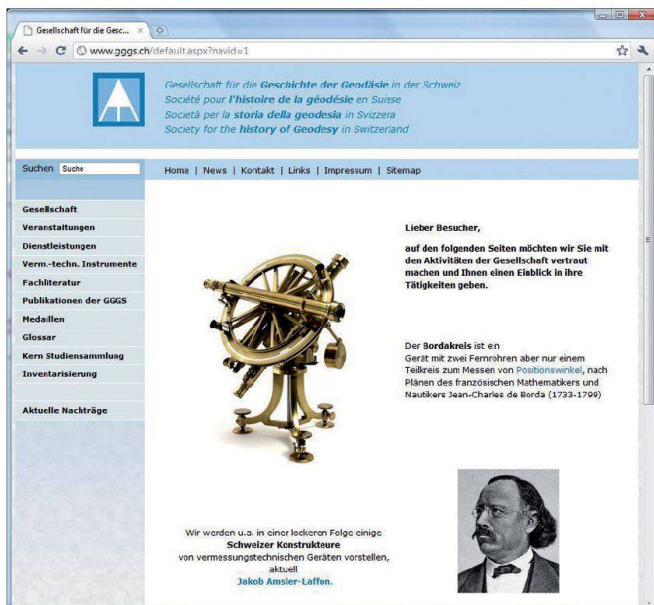 Gesellschaft für die Gesc...
www.gggs.ch/default.aspx?navid=1
Gesellschaft für die Geschichte der Geodäsie in der Schweiz
Société pour l'histoire de la géodésie en Suisse
Società per la storia della geodesia in Svizzera
Society for the history of Geodesy in Switzerland
Suchen Suche
Home | News | Kontakt | Links | Impressum | Sitemap
Gesellschaft
Veranstaltungen
Dienstleistungen
Verm.-techn. Instrumente
Fachliteratur
Publikationen der GGGS
Medaillen
Glossar
Kern Studiensammlung
Inventarisierung
Aktuelle Nachträge
Lieber Besucher,
auf den folgenden Seiten möchten wir Sie mit
den Aktivitäten der Gesellschaft vertraut
machen und Ihnen einen Einblick in ihre
Tätigkeiten geben.
Der Bordakreis ist ein
Gerät mit zwei Fernrohren aber nur einem
Teilkreis zum Messen von Positionswinkel, nach
Plänen des französischen Mathematikers und
Nautikers Jean-Charles de Borda (1733-1799)
Wir werden u.a. in einer lockeren Folge einige
Schweizer Konstrukteure
von vermessungstechnischen Geräten vorstellen,
aktuell
Jakob Amsler-Laffon.